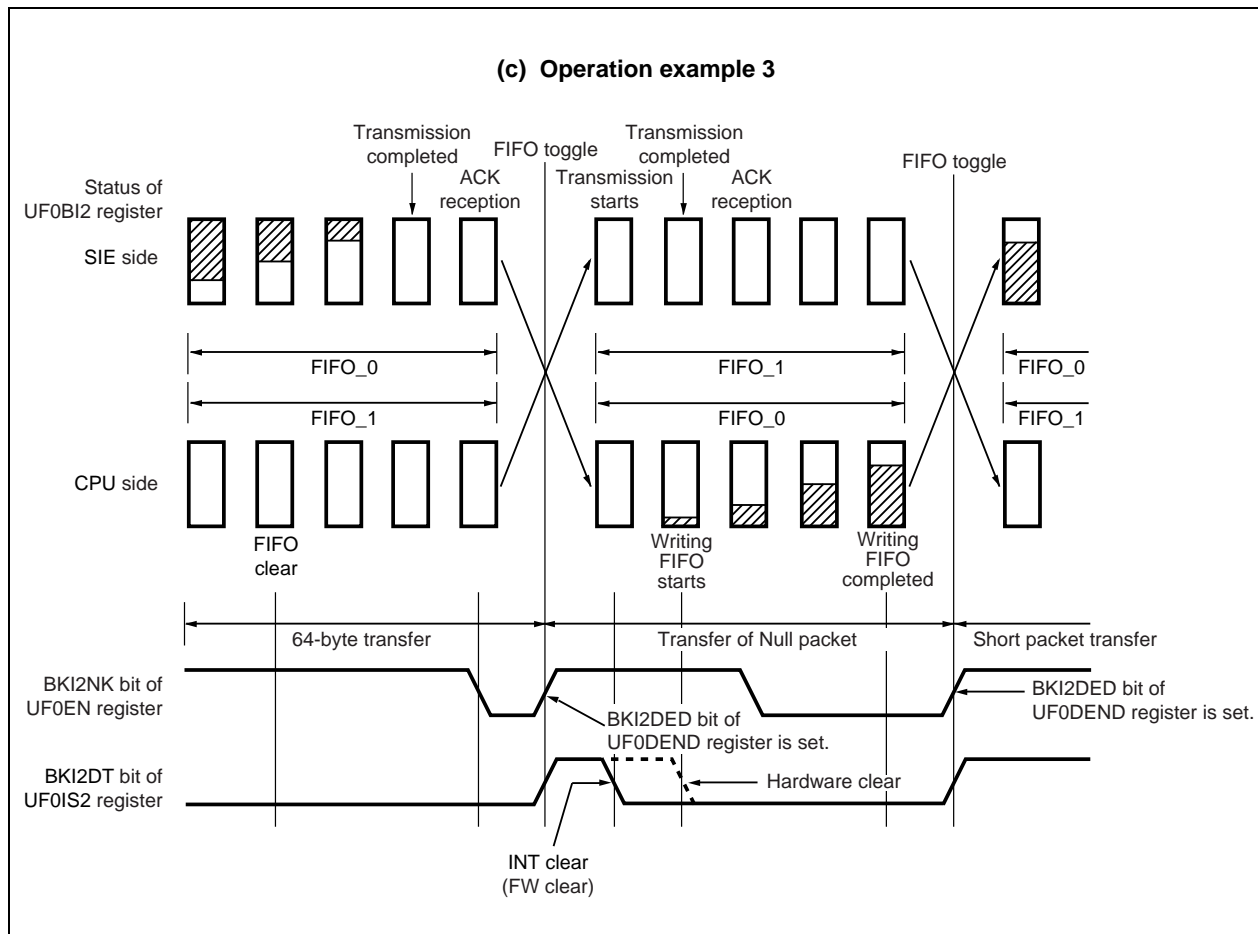 (c) Operation example 3
Transmission
completed
FIFO toggle
Transmission
completed
FIFO toggle
Status of
UF0BI2 register
ACK
reception
Transmission
starts
ACK
reception
SIE side
FIFO_0
FIFO_1
FIFO_0
FIFO_1
FIFO_0
FIFO_1
CPU side
FIFO
clear
Writing
FIFO
starts
Writing
FIFO
completed
64-byte transfer
Transfer of Null packet
Short packet transfer
BKI2NK bit of
UF0EN register
BKI2DED bit of
UF0DEND register is set.
BKI2DED bit of
UF0DEND register is set.
BKI2DT bit of
UF0IS2 register
Hardware clear
INT clear
(FW clear)